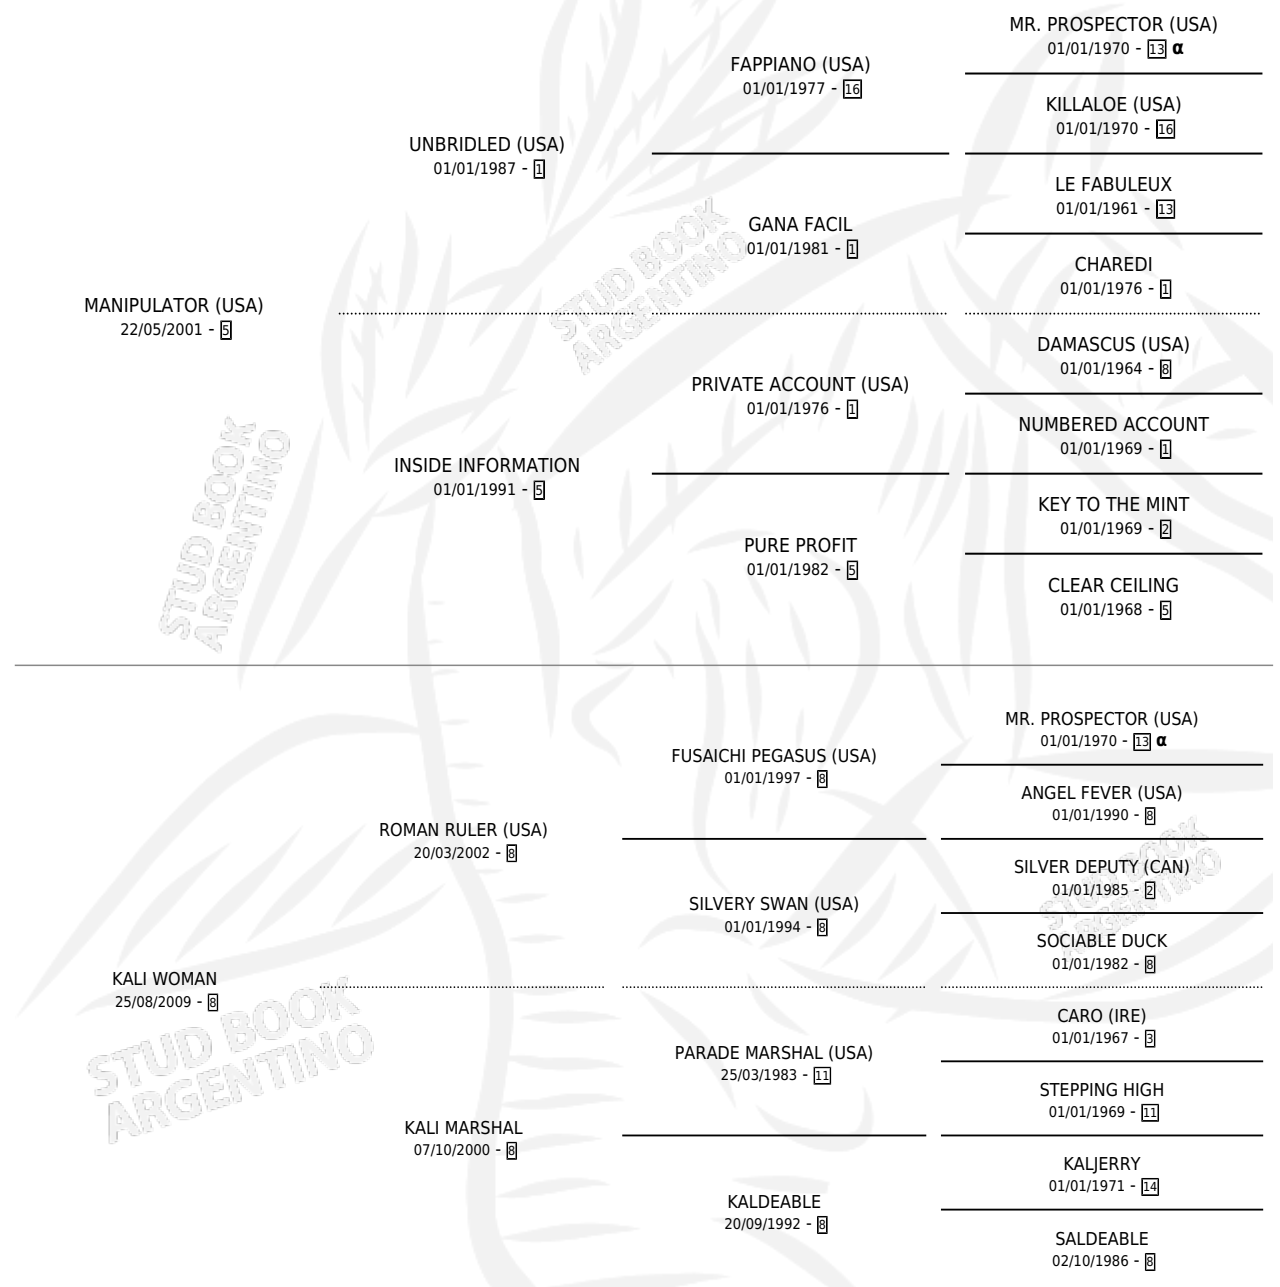 MR. PROSPECTOR (USA)
01/01/1970 - 13 α
FAPPIANO (USA)
01/01/1977 - 16
KILLALOE (USA)
01/01/1970 - 16
UNBRIDLED (USA)
01/01/1987 - 1
LE FABULEUX
01/01/1961 - 13
GANA FACIL
01/01/1981 - 1
CHAREDI
01/01/1976 - 1
MANIPULATOR (USA)
22/05/2001 - 5
DAMASCUS (USA)
01/01/1964 - 8
PRIVATE ACCOUNT (USA)
01/01/1976 - 1
NUMBERED ACCOUNT
01/01/1969 - 1
INSIDE INFORMATION
01/01/1991 - 5
KEY TO THE MINT
01/01/1969 - 2
PURE PROFIT
01/01/1982 - 5
CLEAR CEILING
01/01/1968 - 5
STUD BOOK
ARGENTINO
STUD BOOK
ARGENTINO
MR. PROSPECTOR (USA)
01/01/1970 - 13 α
FUSAICHI PEGASUS (USA)
01/01/1997 - 8
ANGEL FEVER (USA)
01/01/1990 - 8
ROMAN RULER (USA)
20/03/2002 - 8
SILVER DEPUTY (CAN)
01/01/1985 - 2
SILVERY SWAN (USA)
01/01/1994 - 8
SOCIABLE DUCK
01/01/1982 - 8
KALI WOMAN
25/08/2009 - 8
CARO (IRE)
01/01/1967 - 3
PARADE MARSHAL (USA)
25/03/1983 - 11
STEPPING HIGH
01/01/1969 - 11
KALI MARSHAL
07/10/2000 - 8
KALJERRY
01/01/1971 - 14
KALDEABLE
20/09/1992 - 8
SALDEABLE
02/10/1986 - 8
STUD BOOK
ARGENTINO
STUD BOOK
ARGENTINO